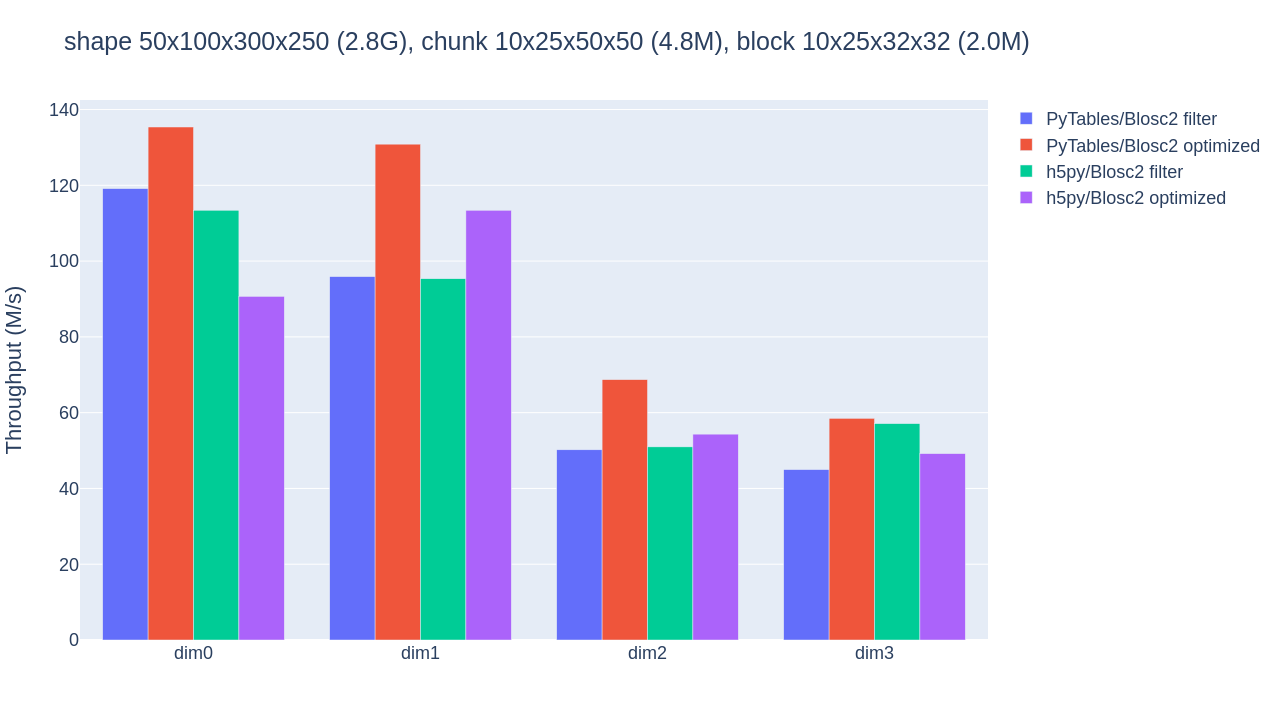 shape 50x100x300x250 (2.8G), chunk 10x25x50x50 (4.8M), block 10x25x32x32 (2.0M)
Throughput (M/s)
140
120
100
80
60
40
20
0
dim0
dim1
dim2
dim3
PyTables/Blosc2 filter
PyTables/Blosc2 optimized
h5py/Blosc2 filter
h5py/Blosc2 optimized